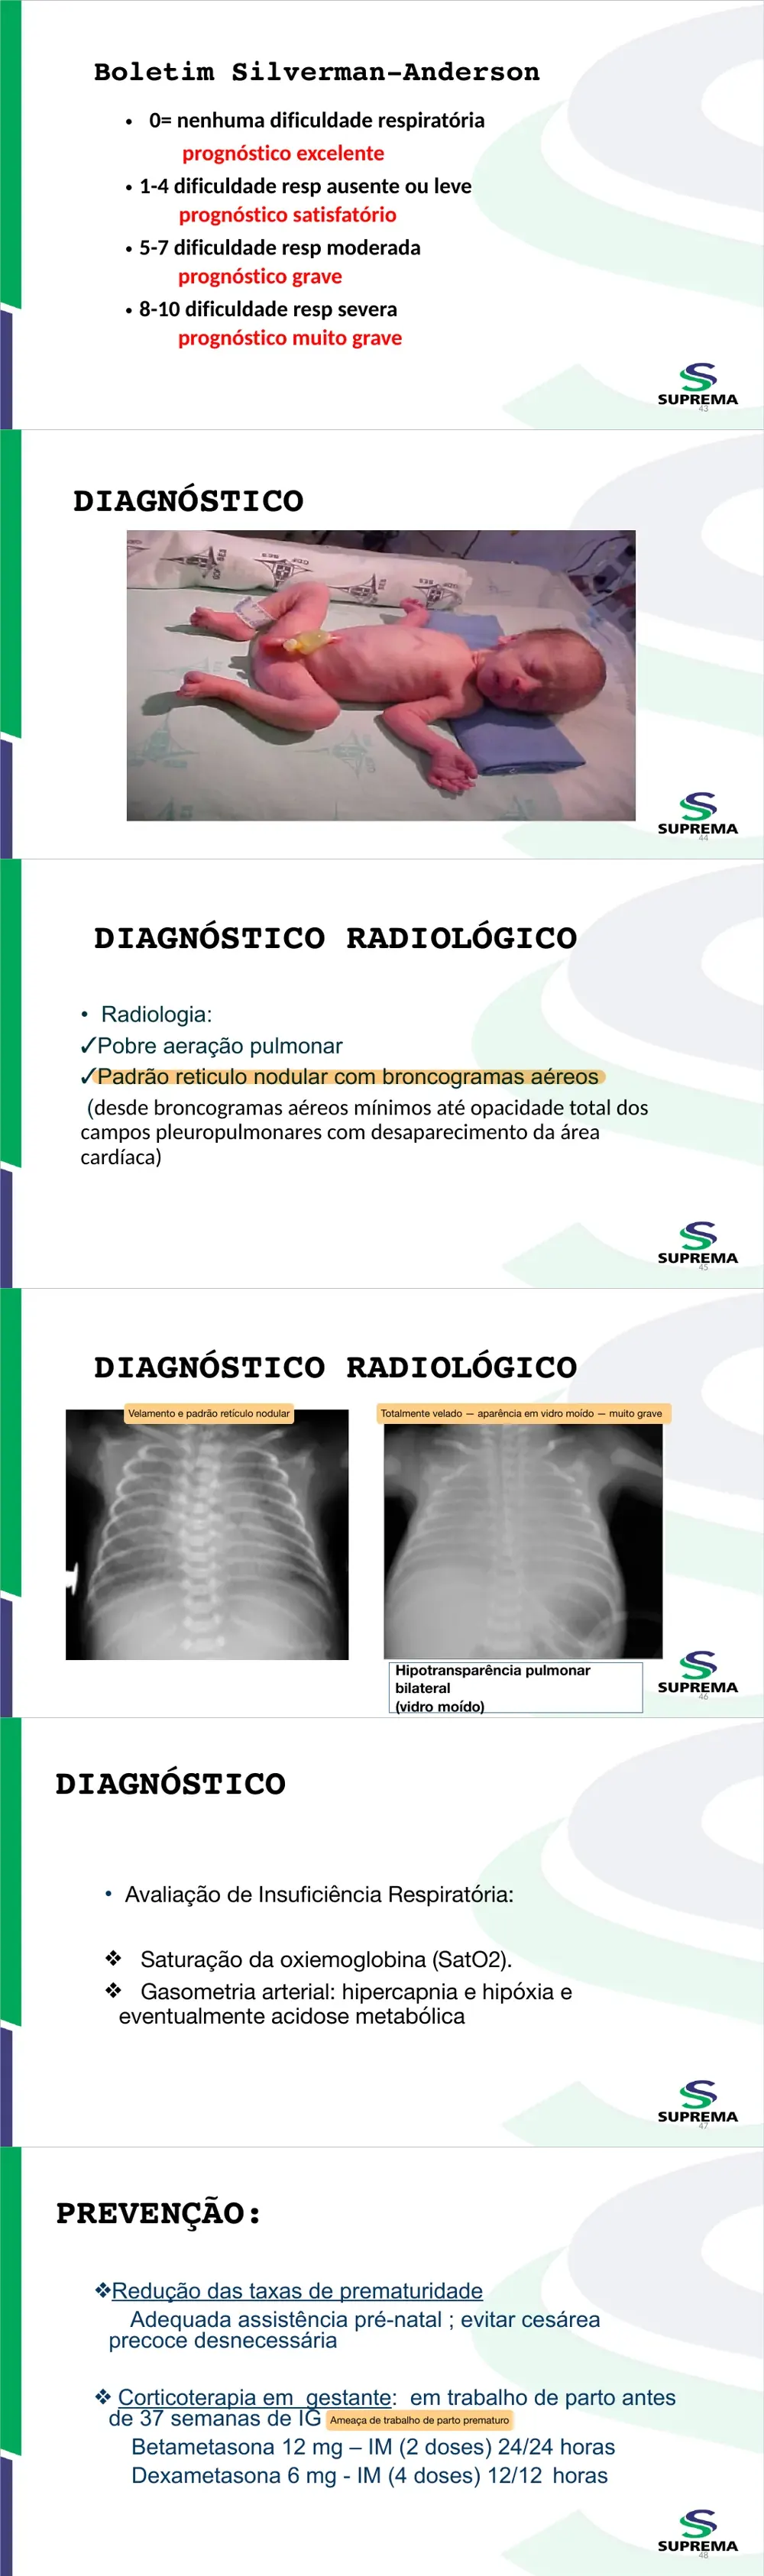 Boletim Silverman-Anderson
• 0= nenhuma dificuldade respiratória
prognóstico excelente
• 1-4 dificuldade resp ausente ou leve
prognóstico satisfatório
• 5-7 dificuldade resp moderada
prognóstico grave
• 8-10 dificuldade resp severa
prognóstico muito grave
SUPREMA
43
DIAGNÓSTICO
SUPREMA
44
DIAGNÓSTICO RADIOLÓGICO
• Radiologia:
✓Pobre aeração pulmonar
✓Padrão reticulo nodular com broncogramas aéreos
(desde broncogramas aéreos mínimos até opacidade total dos
campos pleuropulmonares com desaparecimento da área
cardíaca)
SUPREMA
45
DIAGNÓSTICO RADIOLÓGICO
Velamento e padrão retículo nodular
Totalmente velado — aparência em vidro moído — muito grave
Hipotransparência pulmonar
bilateral
(vidro moído)
SUPREMA
46
DIAGNÓSTICO
• Avaliação de Insuficiência Respiratória:
❖ Saturação da oxiemoglobina (SatO2).
❖ Gasometria arterial: hipercapnia e hipóxia e
eventualmente acidose metabólica
SUPREMA
47
PREVENÇÃO:
❖Redução das taxas de prematuridade
Adequada assistência pré-natal ; evitar cesárea
precoce desnecessária
❖ Corticoterapia em gestante: em trabalho de parto antes
de 37 semanas de IG Ameaça de trabalho de parto prematuro
Betametasona 12 mg – IM (2 doses) 24/24 horas
Dexametasona 6 mg - IM (4 doses) 12/12 horas
SUPREMA
48